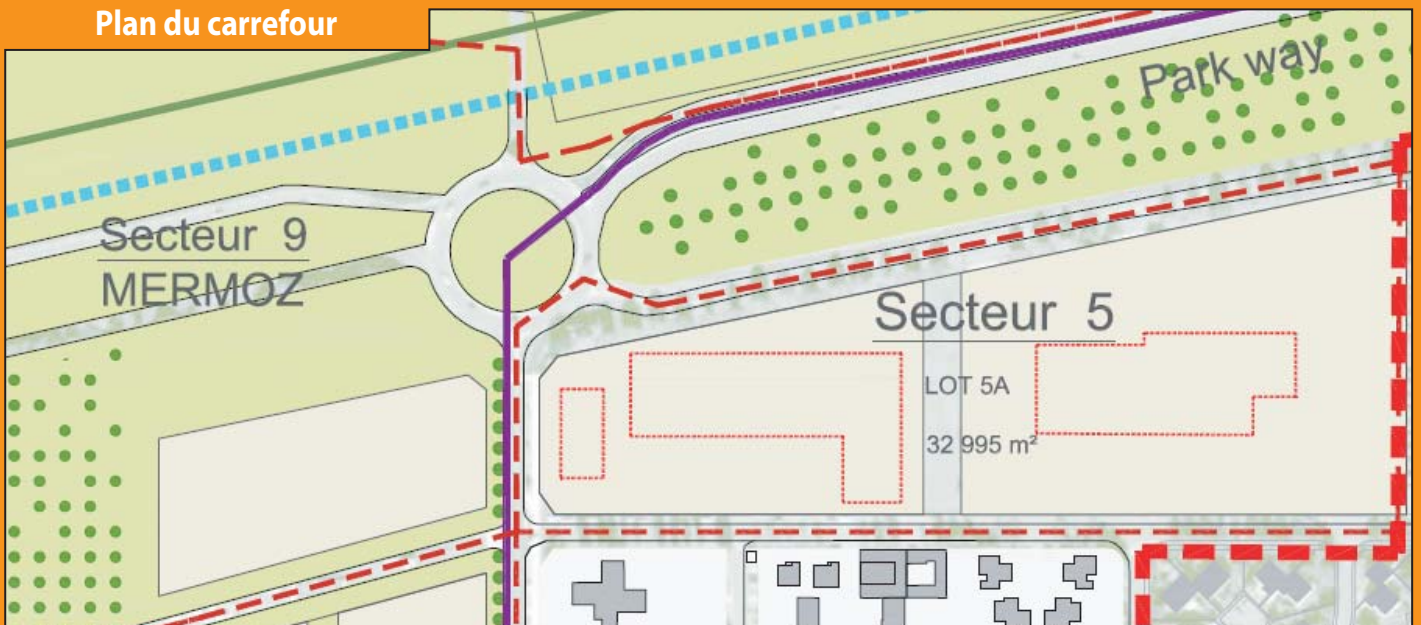 Plan du carrefour
Park way
Secteur 9
MERMOZ
Secteur 5
LOT 5A
32 995 m²